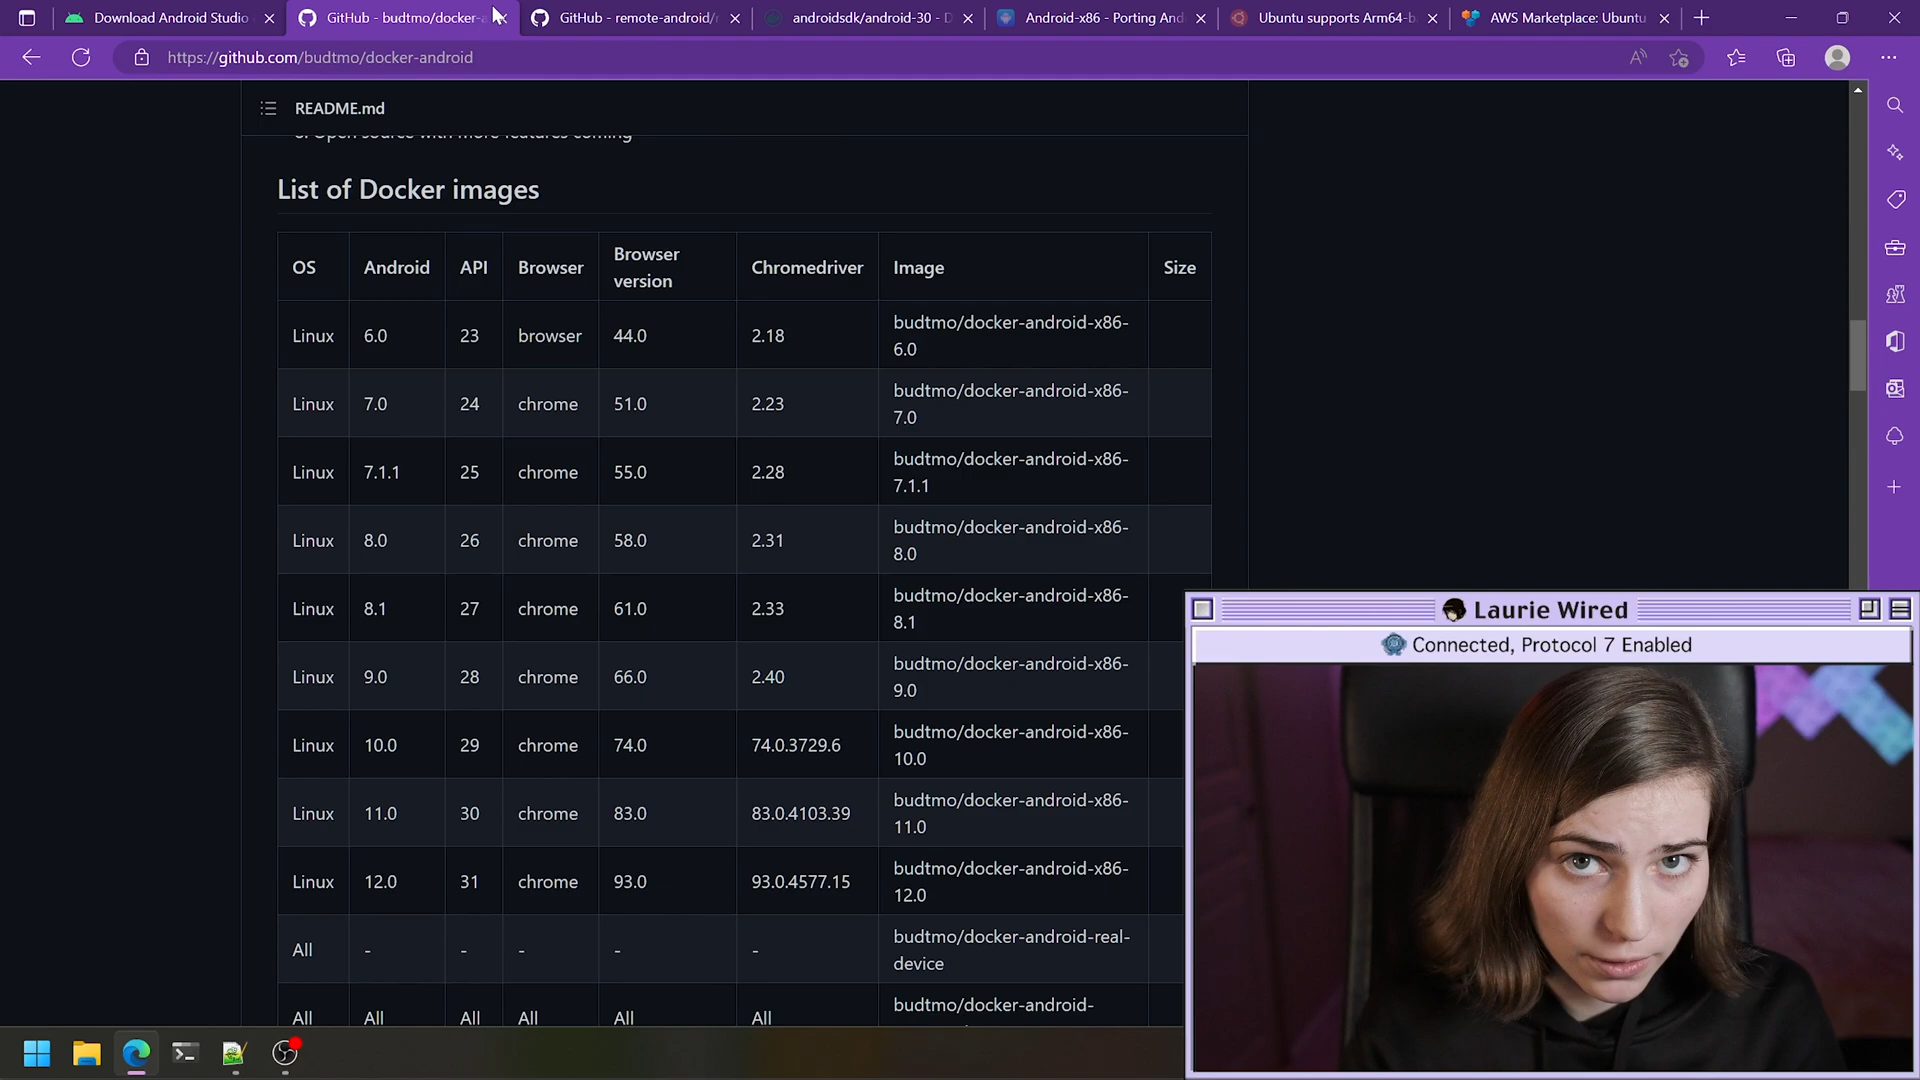 Download Android Studio
GitHub - budtmo/docker-a
GitHub - remote-android/r
androidsdk/android-30 - D
Android-x86 - Porting And
Ubuntu supports Arm64-b
AWS Marketplace: Ubuntu
https://github.com/budtmo/docker-android
README.md
Open source with more features coming
List of Docker images
OS Android API Browser Browser version Chromedriver Image Size
Linux 6.0 23 browser 44.0 2.18 budtmo/docker-android-x86-
6.0
Linux 7.0 24 chrome 51.0 2.23 budtmo/docker-android-x86-
7.0
Linux 7.1.1 25 chrome 55.0 2.28 budtmo/docker-android-x86-
7.1.1
Linux 8.0 26 chrome 58.0 2.31 budtmo/docker-android-x86-
8.0
Linux 8.1 27 chrome 61.0 2.33 budtmo/docker-android-x86-
8.1
Linux 9.0 28 chrome 66.0 2.40 budtmo/docker-android-x86-
9.0
Linux 10.0 29 chrome 74.0 74.0.3729.6 budtmo/docker-android-x86-
10.0
Linux 11.0 30 chrome 83.0 83.0.4103.39 budtmo/docker-android-x86-
11.0
Linux 12.0 31 chrome 93.0 93.0.4577.15 budtmo/docker-android-x86-
12.0
All - - - - - budtmo/docker-android-real-
device
All All All All All All budtmo/docker-android-
Laurie Wired
Connected, Protocol 7 Enabled